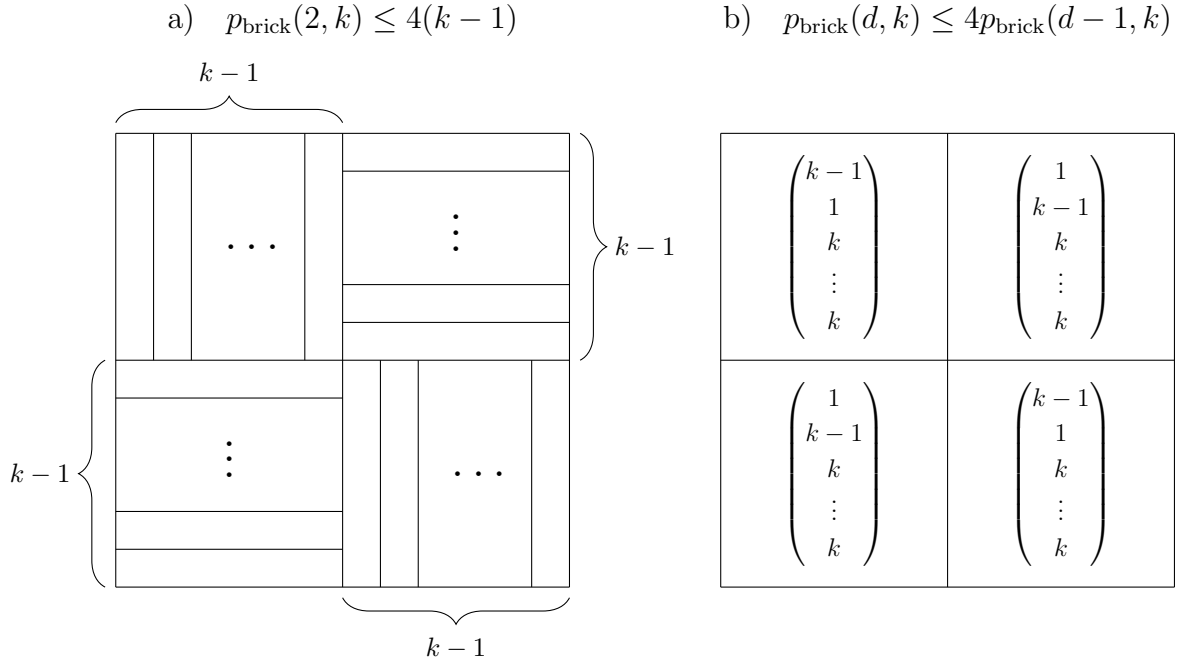 a) p_brick(2, k) ≤ 4(k − 1)
b) p_brick(d, k) ≤ 4p_brick(d − 1, k)
k − 1
···
⋮
k − 1
k − 1
⋮
···
k − 1
k − 1
1
k
⋮
k
1
k − 1
k
⋮
k
1
k − 1
k
⋮
k
k − 1
1
k
⋮
k